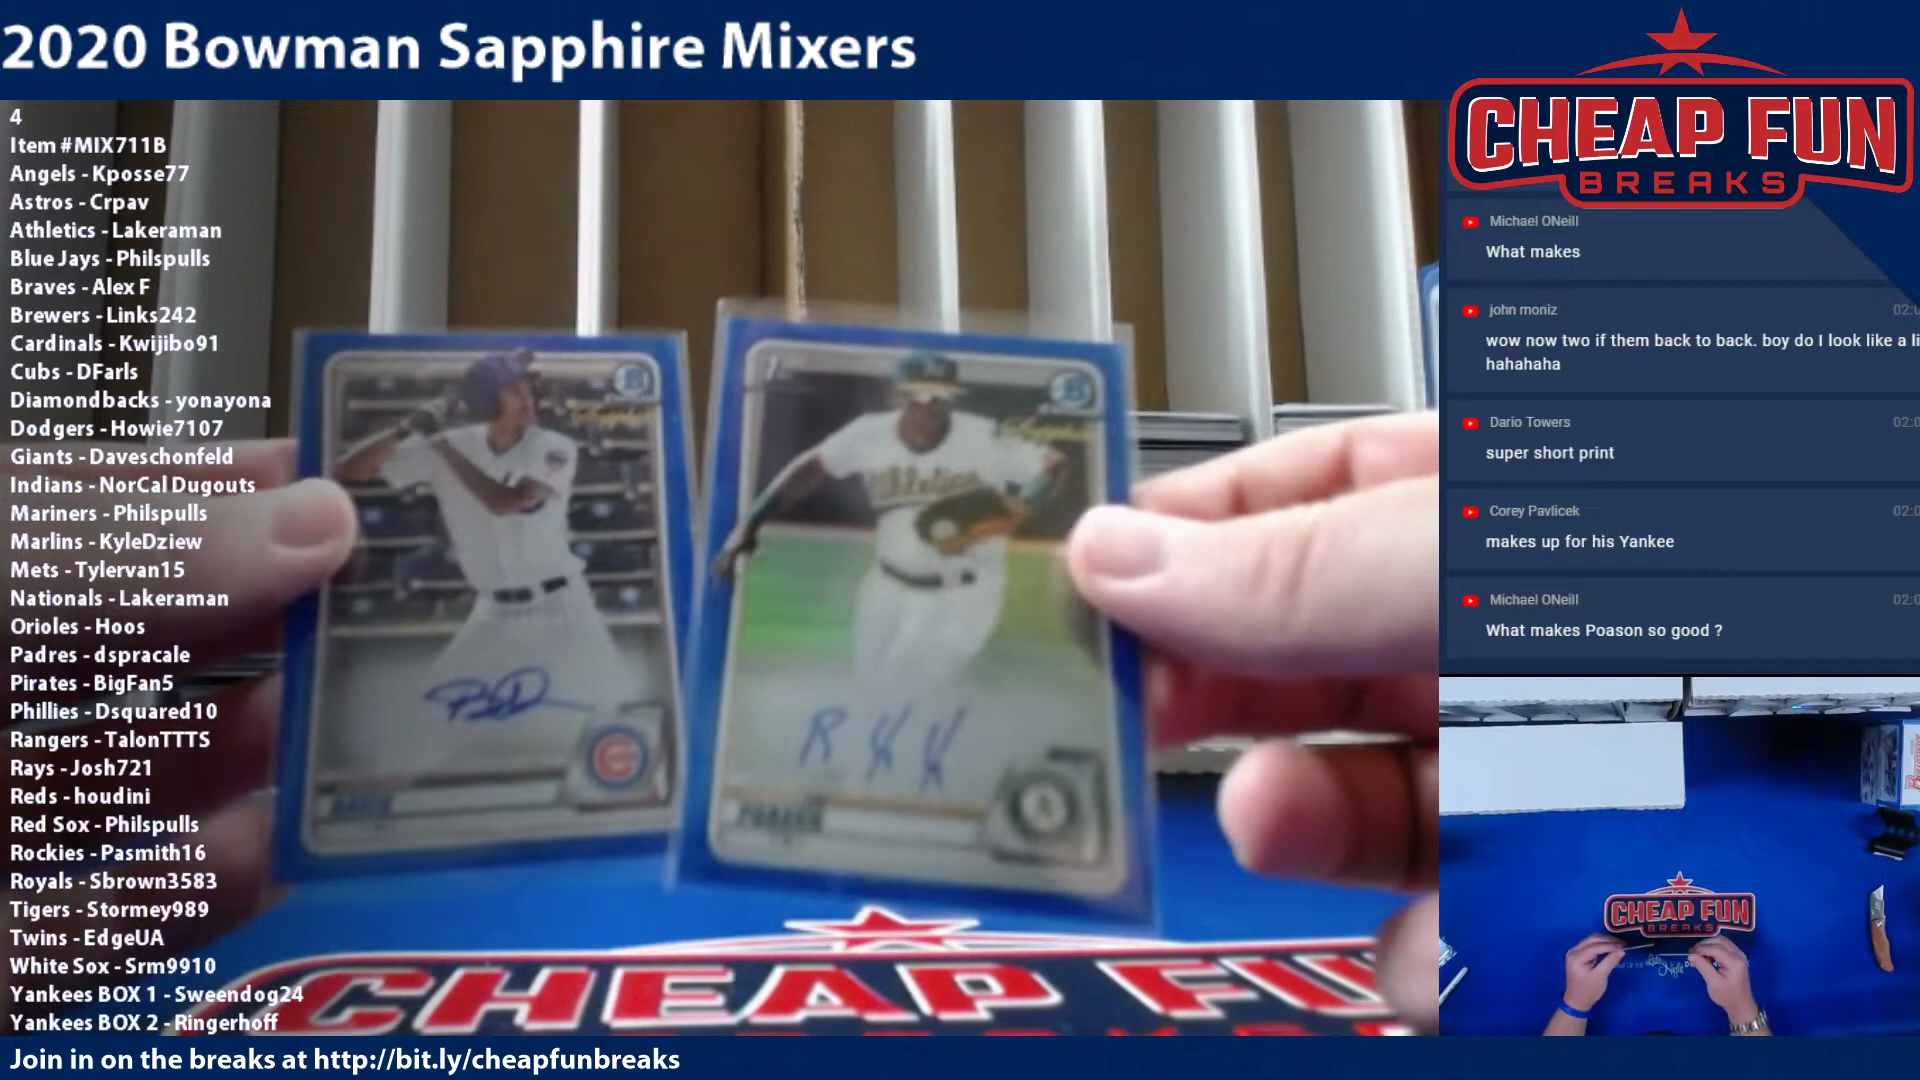 2020 Bowman Sapphire Mixers
4
Item #MIX711B
Angels - Kposse77
Astros - Crpav
Athletics - Lakeraman
Blue Jays - Philspulls
Braves - Alex F
Brewers - Links242
Cardinals - Kwijibo91
Cubs - DFarls
Diamondbacks - yonayona
Dodgers - Howie7107
Giants - Daveschonfeld
Indians - NorCal Dugouts
Mariners - Philspulls
Marlins - KyleDziew
Mets - Tylervan15
Nationals - Lakeraman
Orioles - Hoos
Padres - dspracale
Pirates - BigFan5
Phillies - Dsquared10
Rangers - TalonTTTS
Rays - Josh721
Reds - houdini
Red Sox - Philspulls
Rockies - Pasmith16
Royals - Sbrown3583
Tigers - Stormey989
Twins - EdgeUA
White Sox - Srm9910
Yankees BOX 1 - Sweendog24
Yankees BOX 2 - Ringerhoff
Join in on the breaks at http://bit.ly/cheapfunbreaks
Athletics
CHEAP FU
CHEAP FUN
BREAKS
Michael ONeill
What makes
john moniz
wow now two if them back to back. boy do I look like a li
hahahaha
Dario Towers
super short print
Corey Pavlicek
makes up for his Yankee
Michael ONeill
What makes Poason so good ?
CHEAP FUN
BREAKS